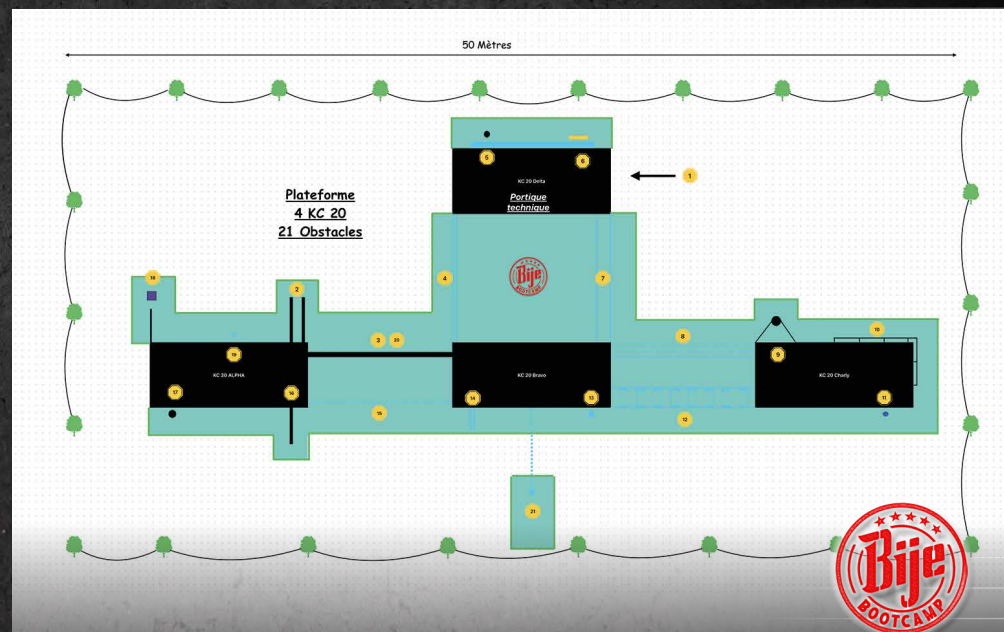 50 Mètres
5
6
KC 20 Delta
1
Portique
technique
Plateforme
4 KC 20
21 Obstacles
Bije
BOOTCAMP
4
7
2
3
20
8
9
10
19
KC 20 ALPHA
KC 20 Bravo
KC 20 Charly
17
16
14
13
11
15
12
21
Bije
BOOTCAMP